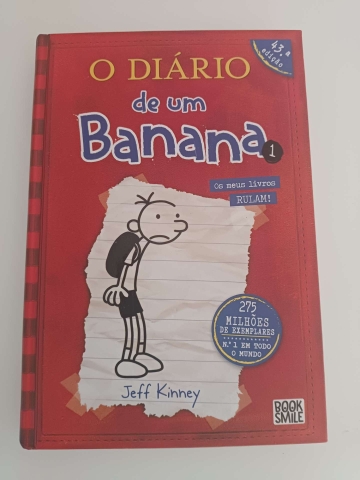 43.ª
edição
O DIÁRIO
de um
Banana
1
Os meus livros
RULAM!
275
MILHÕES
DE EXEMPLARES
N.º 1 EM TODO
O MUNDO
Jeff Kinney
BOOK
SMILE